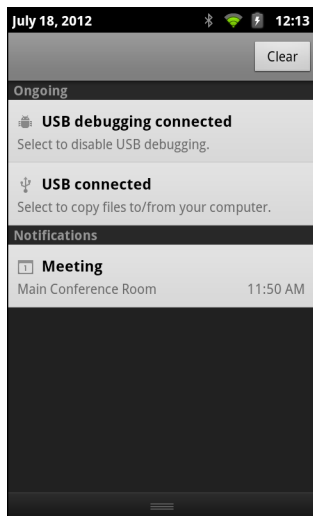 July 18, 2012 12:13
Clear
Ongoing
USB debugging connected
Select to disable USB debugging.
USB connected
Select to copy files to/from your computer.
Notifications
1 Meeting
Main Conference Room 11:50 AM